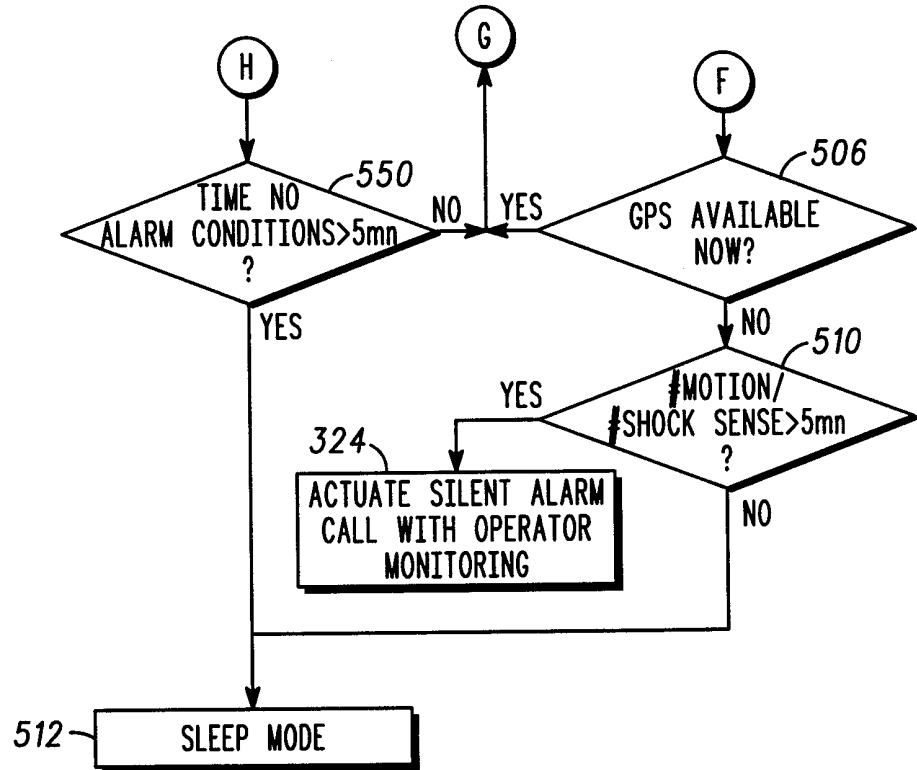 G
H
F
550
506
TIME NO
ALARM CONDITIONS>5mn
?
NO
YES
GPS AVAILABLE
NOW?
YES
NO
510
#MOTION/
#SHOCK SENSE>5mn
?
YES
NO
324
ACTUATE SILENT ALARM
CALL WITH OPERATOR
MONITORING
512
SLEEP MODE